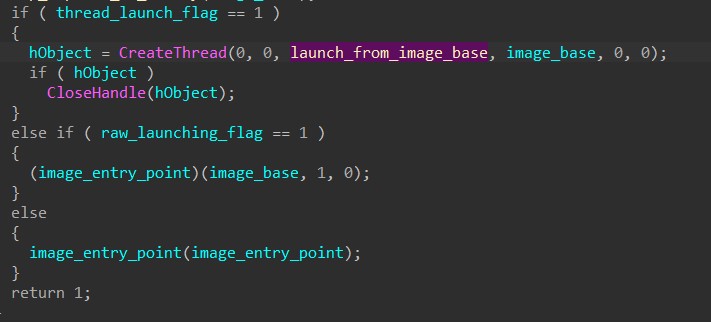 if ( thread_launch_flag == 1 )
{
hObject = CreateThread(0, 0, launch_from_image_base, image_base, 0, 0);
if ( hObject )
CloseHandle(hObject);
}
else if ( raw_launching_flag == 1 )
{
(image_entry_point)(image_base, 1, 0);
}
else
{
image_entry_point(image_entry_point);
}
return 1;